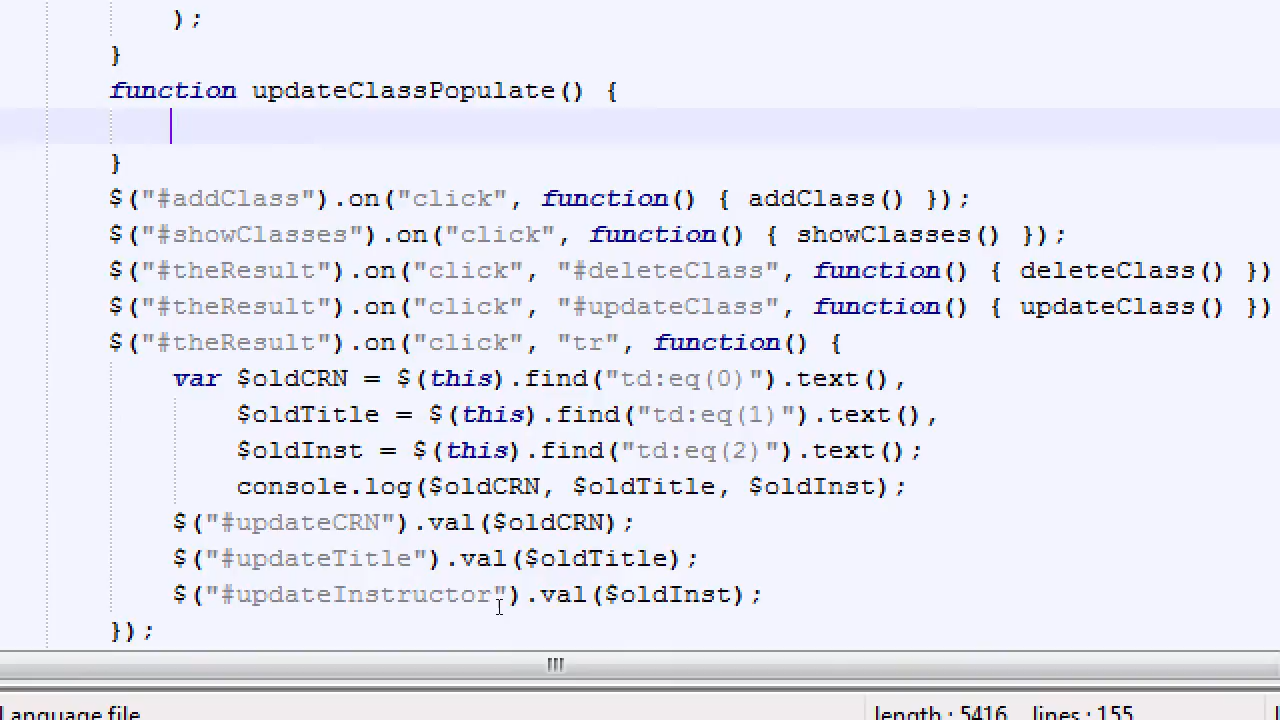 );
}
function updateClassPopulate() {
}
$("#addClass").on("click", function() { addClass() });
$("#showClasses").on("click", function() { showClasses() });
$("#theResult").on("click", "#deleteClass", function() { deleteClass() })
$("#theResult").on("click", "#updateClass", function() { updateClass() })
$("#theResult").on("click", "tr", function() {
var $oldCRN = $(this).find("td:eq(0)").text(),
$oldTitle = $(this).find("td:eq(1)").text(),
$oldInst = $(this).find("td:eq(2)").text();
console.log($oldCRN, $oldTitle, $oldInst);
$("#updateCRN").val($oldCRN);
$("#updateTitle").val($oldTitle);
$("#updateInstructor").val($oldInst);
});
Language file length : 5416 lines : 155